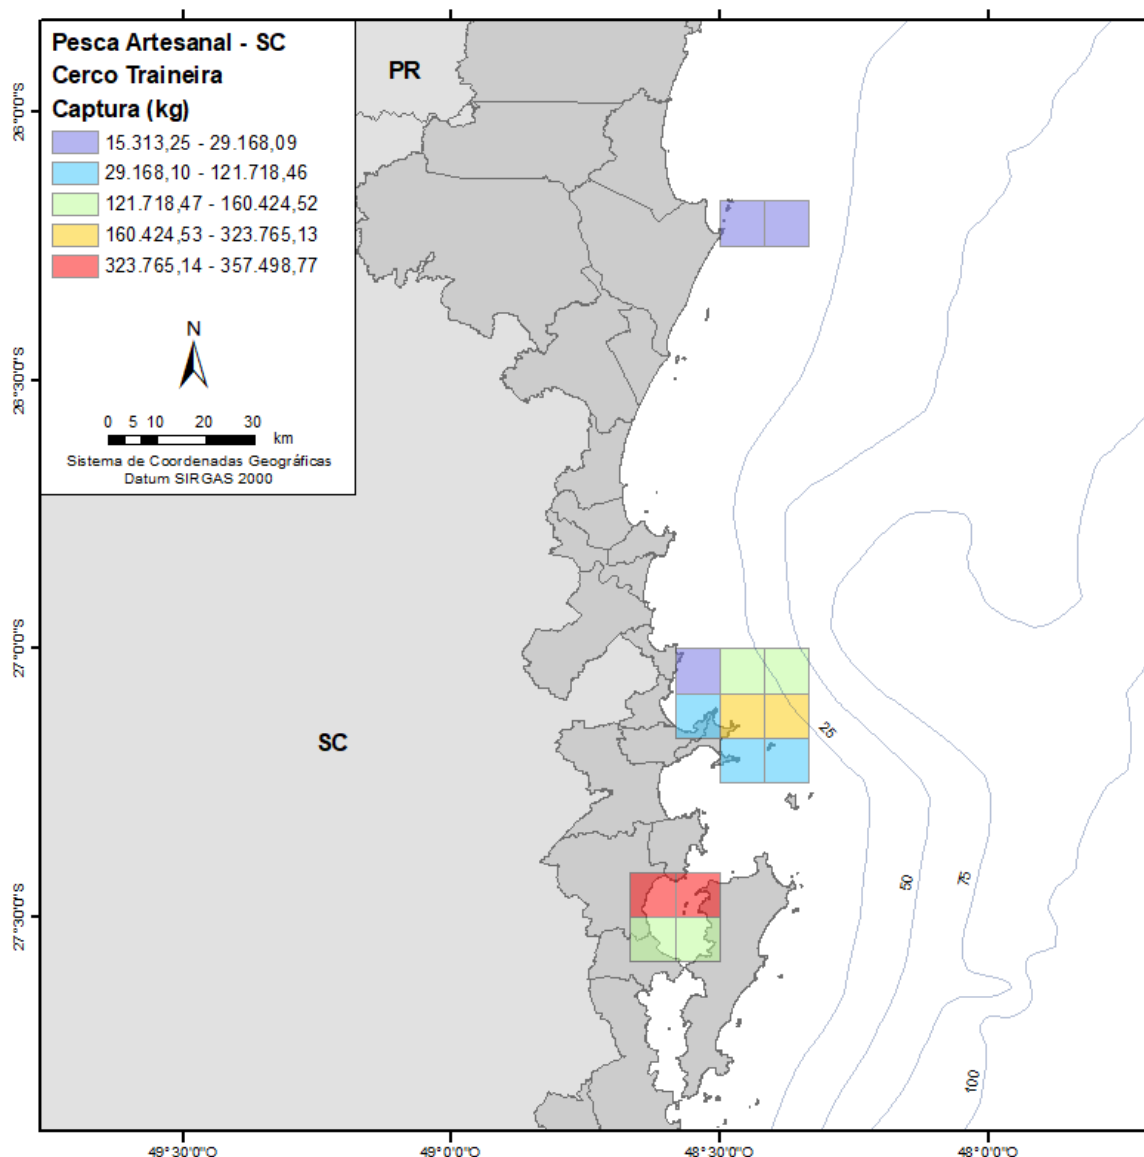 Pesca Artesanal - SC
Cerco Traineira
Captura (kg)
15.313,25 - 29.168,09
29.168,10 - 121.718,46
121.718,47 - 160.424,52
160.424,53 - 323.765,13
323.765,14 - 357.498,77
N
0 5 10 20 30
km
Sistema de Coordenadas Geográficas
Datum SIRGAS 2000
PR
SC
25
50
75
100
26°0'0"S
26°30'0"S
27°0'0"S
27°30'0"S
49°30'0"O
49°0'0"O
48°30'0"O
48°0'0"O